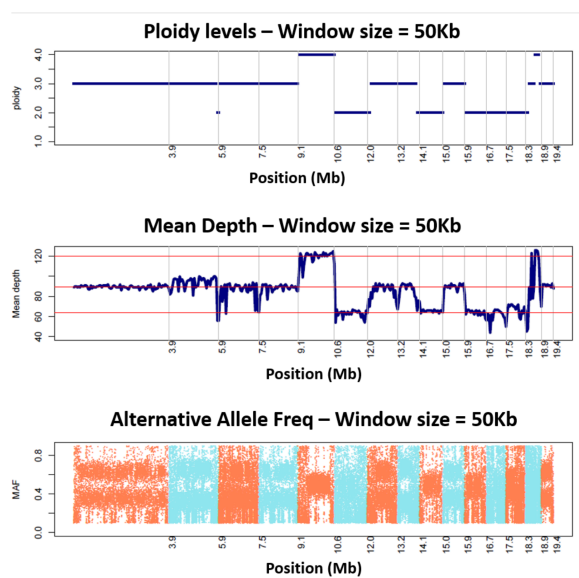 Ploidy levels – Window size = 50Kb
ploidy
4.0
3.0
2.0
1.0
3.9 5.9 7.5 9.1 10.6 12.0 13.2 14.1 15.0 15.9 16.7 17.5 18.3 18.9 19.4
Position (Mb)
Mean Depth – Window size = 50Kb
Mean depth
120
80
60
40
3.9 5.9 7.5 9.1 10.6 12.0 13.2 14.1 15.0 15.9 16.7 17.5 18.3 18.9 19.4
Position (Mb)
Alternative Allele Freq – Window size = 50Kb
MAF
0.8
0.4
0.0
3.9 5.9 7.5 9.1 10.6 12.0 13.2 14.1 15.0 15.9 16.7 17.5 18.3 18.9 19.4
Position (Mb)